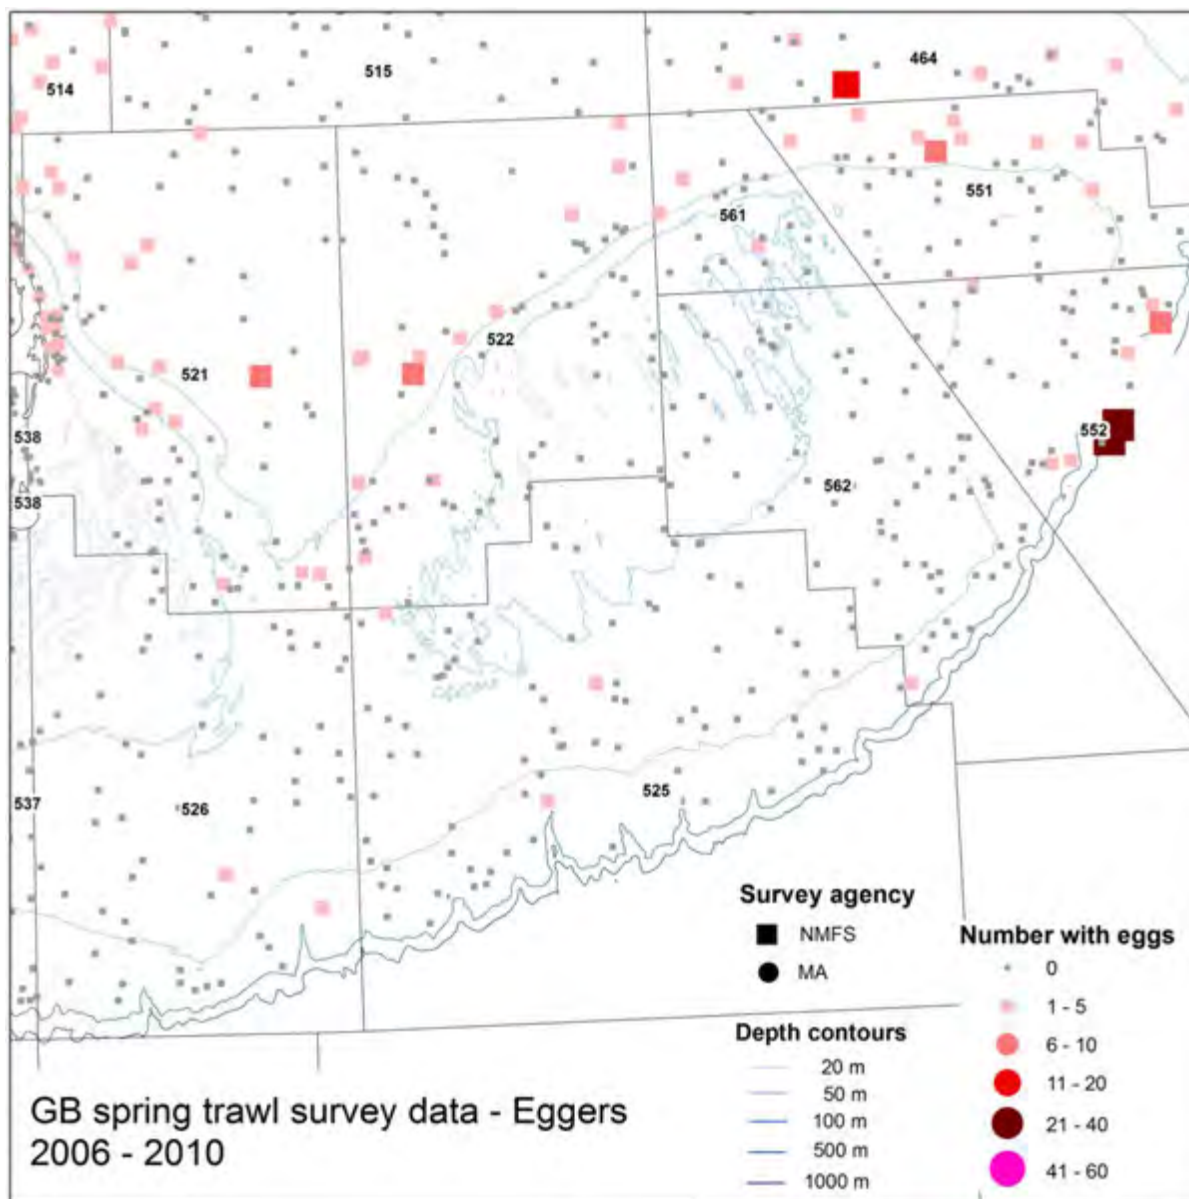 514
515
464
551
561
522
521
538
552
538
562
537
526
525
Survey agency
NMFS
MA
Number with eggs
0
1 - 5
6 - 10
11 - 20
21 - 40
41 - 60
Depth contours
20 m
50 m
100 m
500 m
1000 m
GB spring trawl survey data - Eggers
2006 - 2010